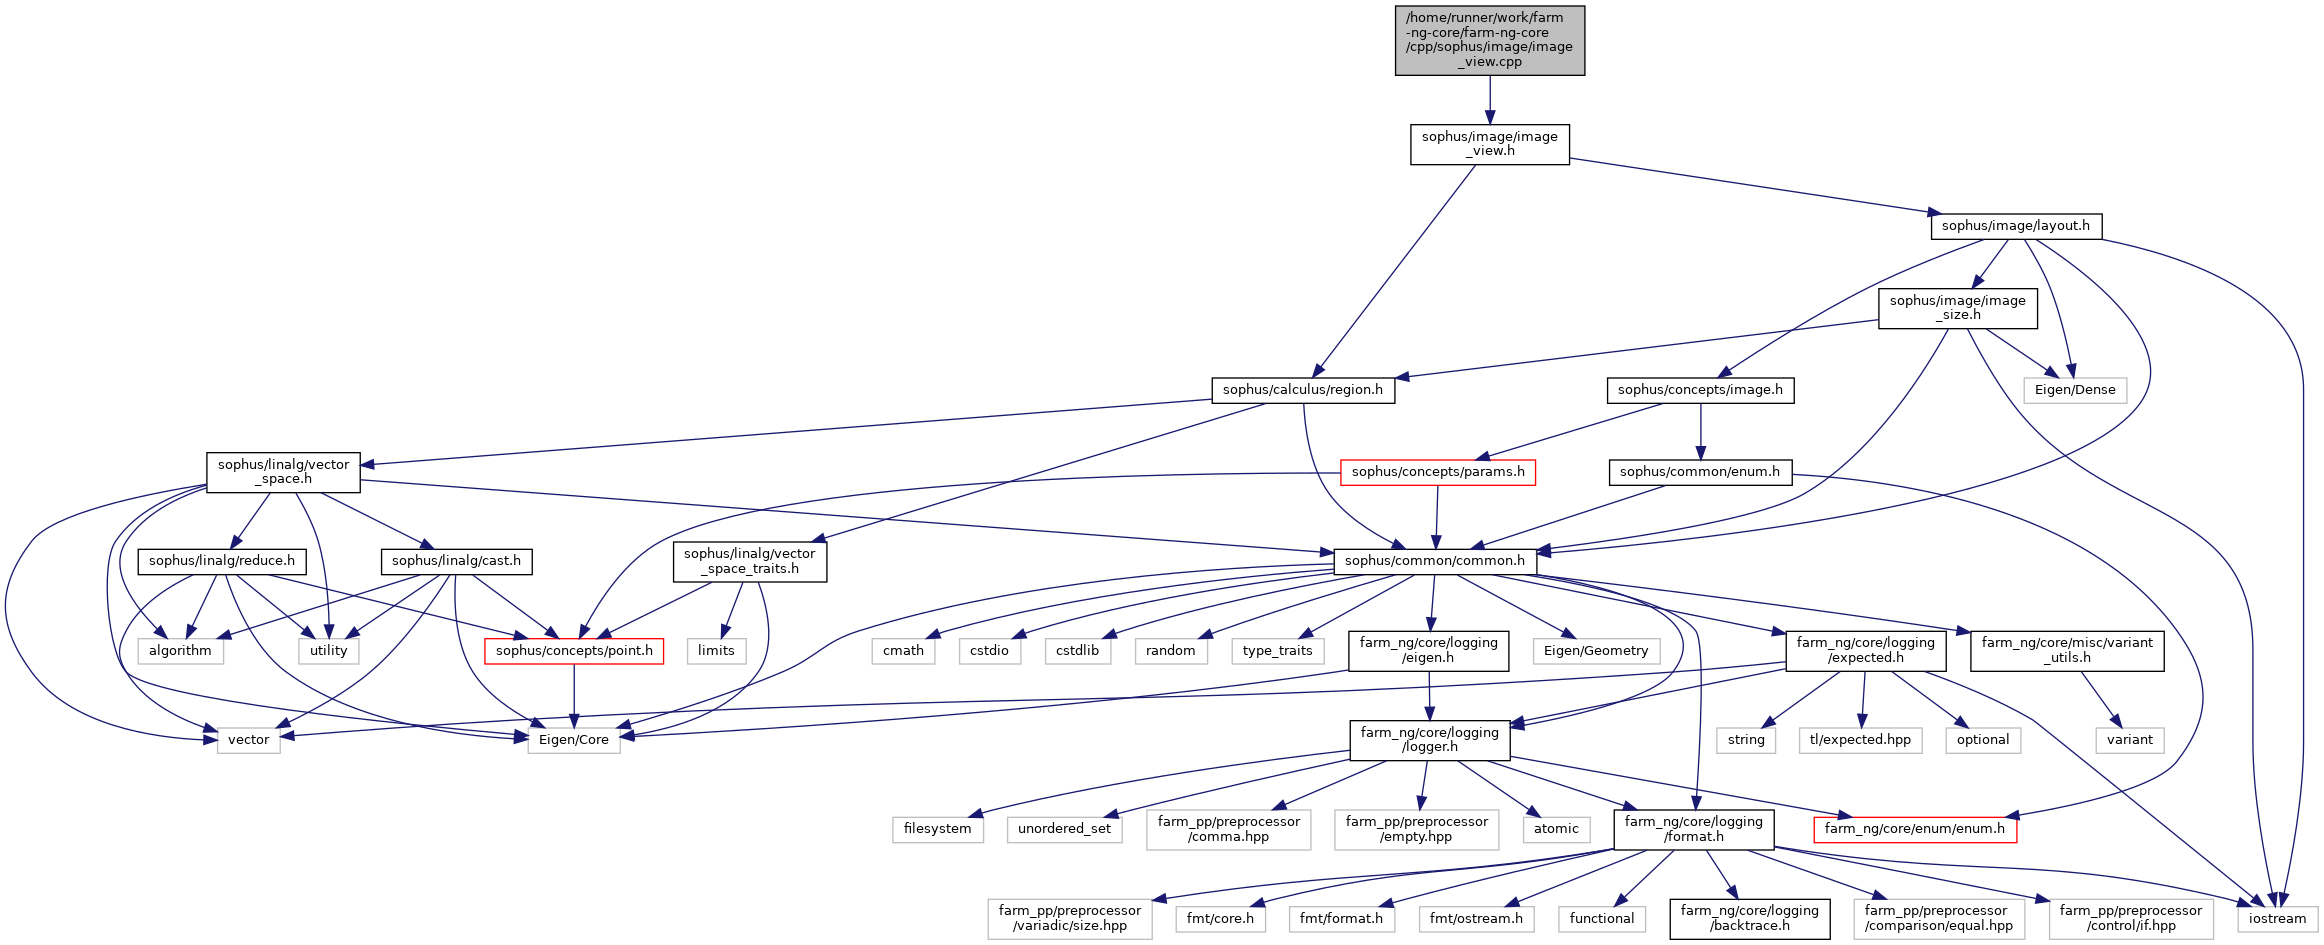 /home/runner/work/farm
-ng-core/farm-ng-core
/cpp/sophus/image/image
_view.cpp
sophus/image/image
_view.h
sophus/image/layout.h
sophus/image/image
_size.h
sophus/calculus/region.h
sophus/concepts/image.h
Eigen/Dense
sophus/linalg/vector
_space.h
sophus/concepts/params.h
sophus/common/enum.h
sophus/linalg/reduce.h
sophus/linalg/cast.h
sophus/linalg/vector
_space_traits.h
sophus/common/common.h
algorithm
utility
sophus/concepts/point.h
limits
cmath
cstdio
cstdlib
random
type_traits
farm_ng/core/logging
/eigen.h
Eigen/Geometry
farm_ng/core/logging
/expected.h
farm_ng/core/misc/variant
_utils.h
vector
Eigen/Core
farm_ng/core/logging
/logger.h
string
tl/expected.hpp
optional
variant
filesystem
unordered_set
farm_pp/preprocessor
/comma.hpp
farm_pp/preprocessor
/empty.hpp
atomic
farm_ng/core/logging
/format.h
farm_ng/core/enum/enum.h
farm_pp/preprocessor
/variadic/size.hpp
fmt/core.h
fmt/format.h
fmt/ostream.h
functional
farm_ng/core/logging
/backtrace.h
farm_pp/preprocessor
/comparison/equal.hpp
farm_pp/preprocessor
/control/if.hpp
iostream